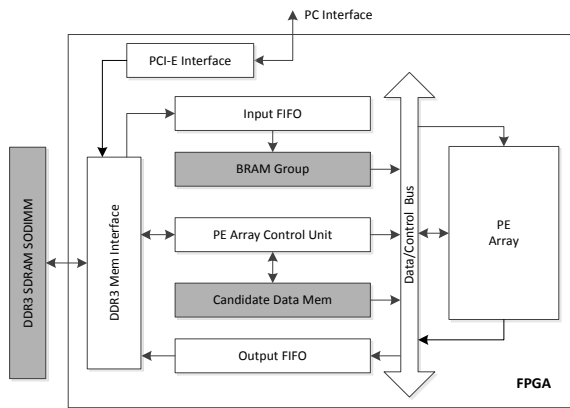 PC Interface
PCI-E Interface
Input FIFO
BRAM Group
DDR3 SDRAM SODIMM
DDR3 Mem Interface
PE Array Control Unit
Data/Control Bus
PE
Array
Candidate Data Mem
Output FIFO
FPGA